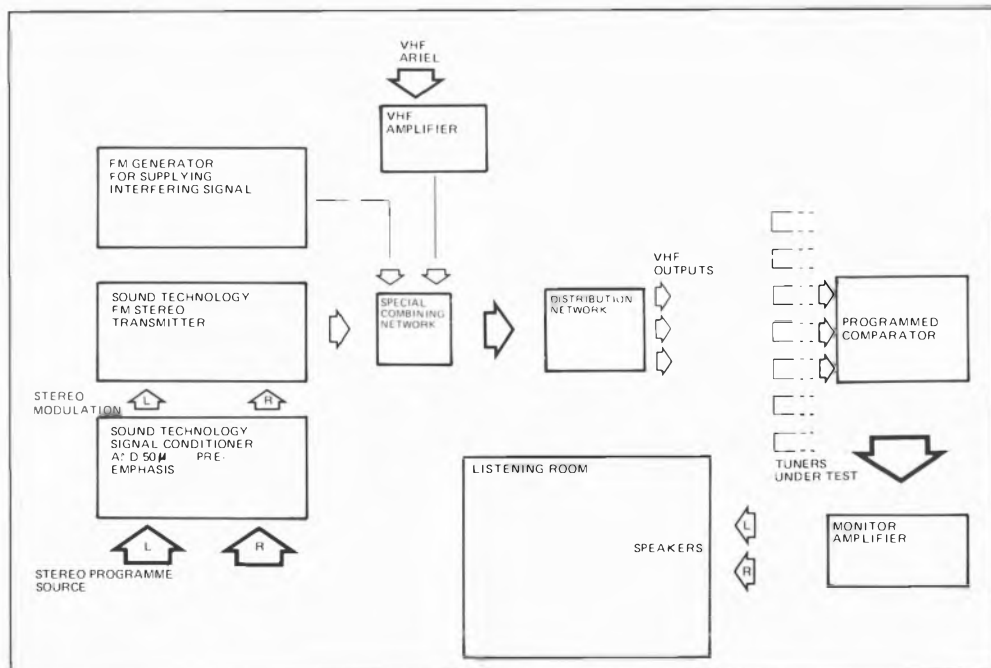 VHF
ARIEL
VHF
AMPLIFIER
FM GENERATOR
FOR SUPPLYING
INTERFERING SIGNAL
SOUND TECHNOLOGY
FM STEREO
TRANSMITTER
SPECIAL
COMBINING
NETWORK
DISTRIBUTION
NETWORK
VHF
OUTPUTS
PROGRAMMED
COMPARATOR
STEREO
MODULATION
L
R
SOUND TECHNOLOGY
SIGNAL CONDITIONER
AND 50µ PRE-
EMPHASIS
L
R
STEREO PROGRAMME
SOURCE
TUNERS
UNDER TEST
LISTENING ROOM
SPEAKERS
L
R
MONITOR
AMPLIFIER